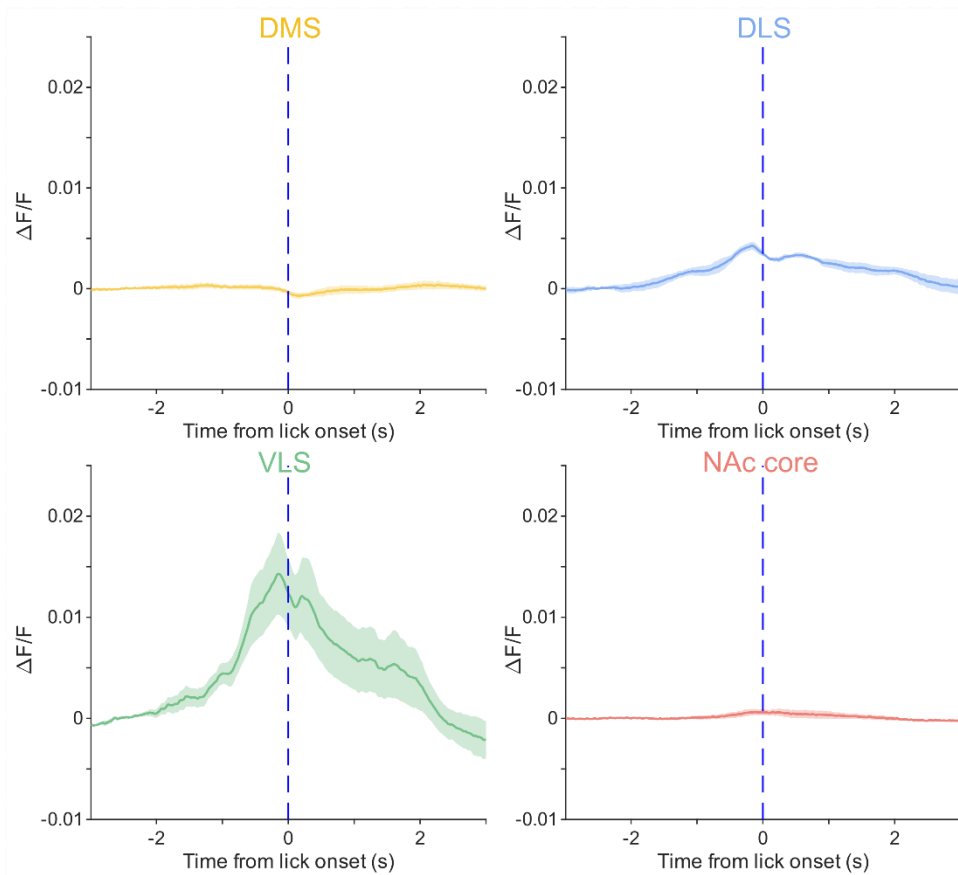 DMS
0.02
0.01
0
-0.01
ΔF/F
-2
0
2
Time from lick onset (s)
DLS
0.02
0.01
0
-0.01
ΔF/F
-2
0
2
Time from lick onset (s)
VLS
0.02
0.01
0
-0.01
ΔF/F
-2
0
2
Time from lick onset (s)
NAc core
0.02
0.01
0
-0.01
ΔF/F
-2
0
2
Time from lick onset (s)